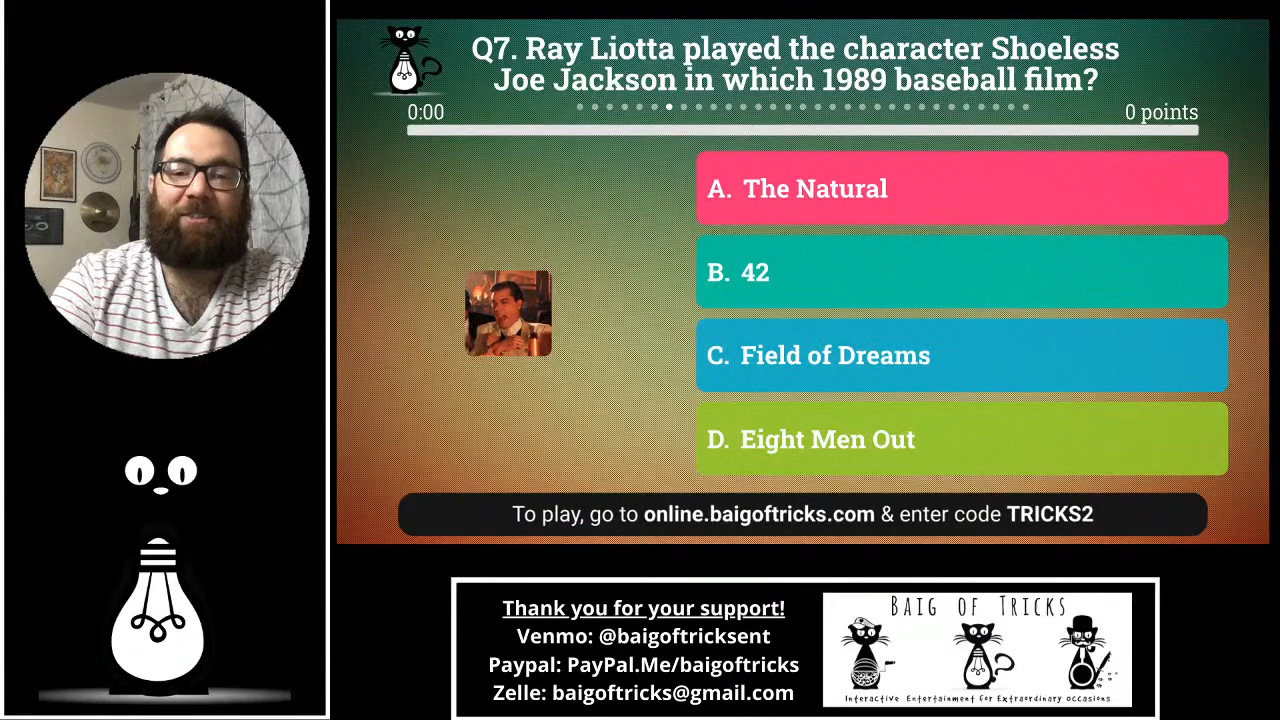 Q7. Ray Liotta played the character Shoeless
Joe Jackson in which 1989 baseball film?
0:00
0 points
A. The Natural
B. 42
C. Field of Dreams
D. Eight Men Out
To play, go to online.baigoftricks.com & enter code TRICKS2
Thank you for your support!
Venmo: @baigoftricksent
Paypal: PayPal.Me/baigoftricks
Zelle: baigoftricks@gmail.com
BAIG OF TRICKS
Interactive Entertainment for Extraordinary occasions